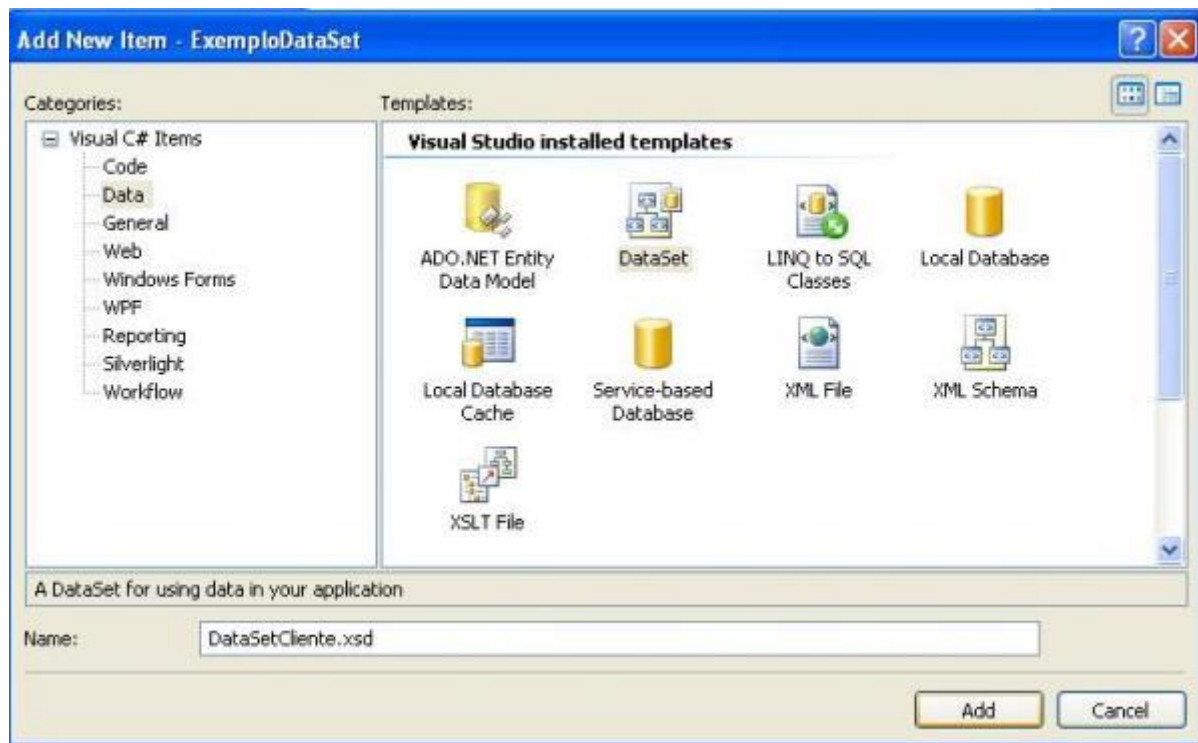 Add New Item - ExemploDataSet
Categories:
Templates:
Visual C# Items
Code
Data
General
Web
Windows Forms
WPF
Reporting
Silverlight
Workflow
Visual Studio installed templates
ADO.NET Entity
Data Model
DataSet
LINQ to SQL
Classes
Local Database
Local Database
Cache
Service-based
Database
XML File
XML Schema
XSLT File
A DataSet for using data in your application
Name:
DataSetCliente.xsd
Add
Cancel